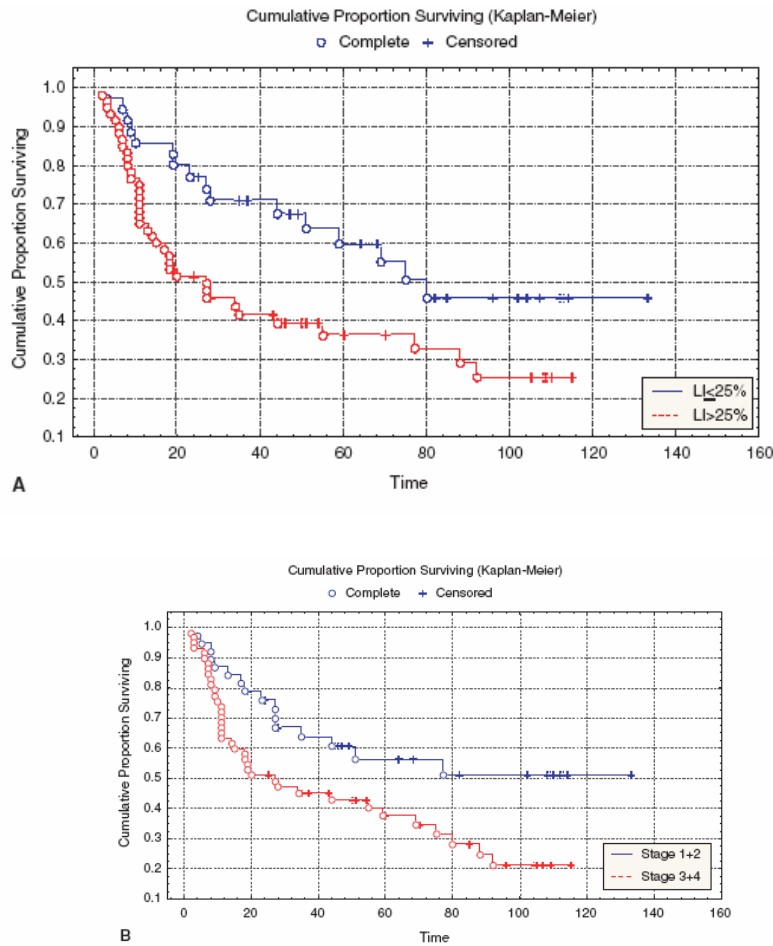 Cumulative Proportion Surviving (Kaplan-Meier)
Complete Censored
Cumulative Proportion Surviving
1.0
0.9
0.8
0.7
0.6
0.5
0.4
0.3
0.2
0.1
LI≤25%
LI>25%
0 20 40 60 80 100 120 140 160
Time
A
Cumulative Proportion Surviving (Kaplan-Meier)
Complete Censored
Cumulative Proportion Surviving
1.0
0.9
0.8
0.7
0.6
0.5
0.4
0.3
0.2
0.1
Stage 1+2
Stage 3+4
0 20 40 60 80 100 120 140 160
Time
B